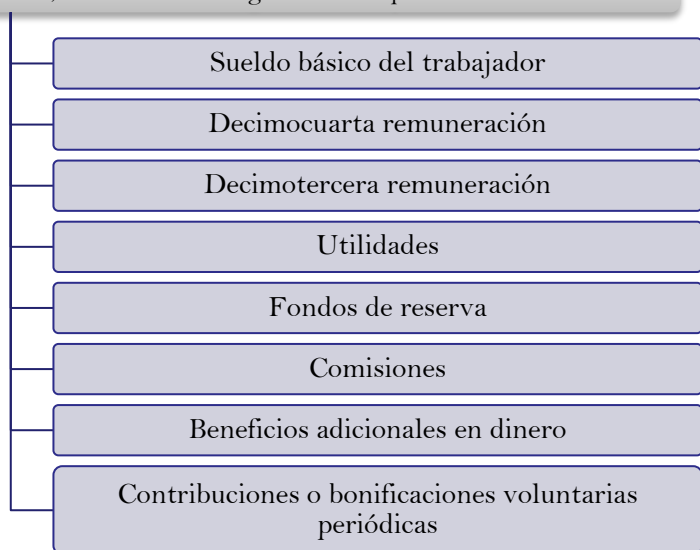 Sueldo básico del trabajador
Decimocuarta remuneración
Decimotercera remuneración
Utilidades
Fondos de reserva
Comisiones
Beneficios adicionales en dinero
Contribuciones o bonificaciones voluntarias
periódicas